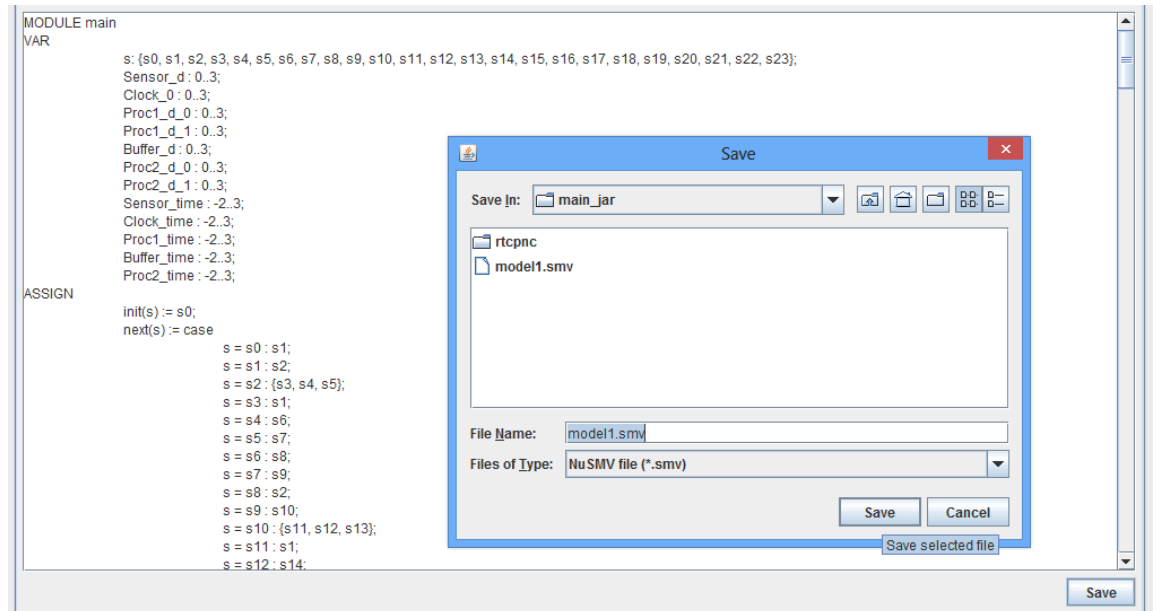 MODULE main
VAR
s: {s0, s1, s2, s3, s4, s5, s6, s7, s8, s9, s10, s11, s12, s13, s14, s15, s16, s17, s18, s19, s20, s21, s22, s23};
Sensor_d : 0..3;
Clock_0 : 0..3;
Proc1_d_0 : 0..3;
Proc1_d_1 : 0..3;
Buffer_d : 0..3;
Proc2_d_0 : 0..3;
Proc2_d_1 : 0..3;
Sensor_time : -2..3;
Clock_time : -2..3;
Proc1_time : -2..3;
Buffer_time : -2..3;
Proc2_time : -2..3;
ASSIGN
init(s) := s0;
next(s) := case
s = s0 : s1;
s = s1 : s2;
s = s2 : {s3, s4, s5};
s = s3 : s1;
s = s4 : s6;
s = s5 : s7;
s = s6 : s8;
s = s7 : s9;
s = s8 : s2;
s = s9 : s10;
s = s10 : {s11, s12, s13};
s = s11 : s1;
s = s12 : s14;
Save
Save In: main_jar
rtcpnc
model1.smv
File Name: model1.smv
Files of Type: NuSMV file (*.smv)
Save Cancel
Save selected file
Save